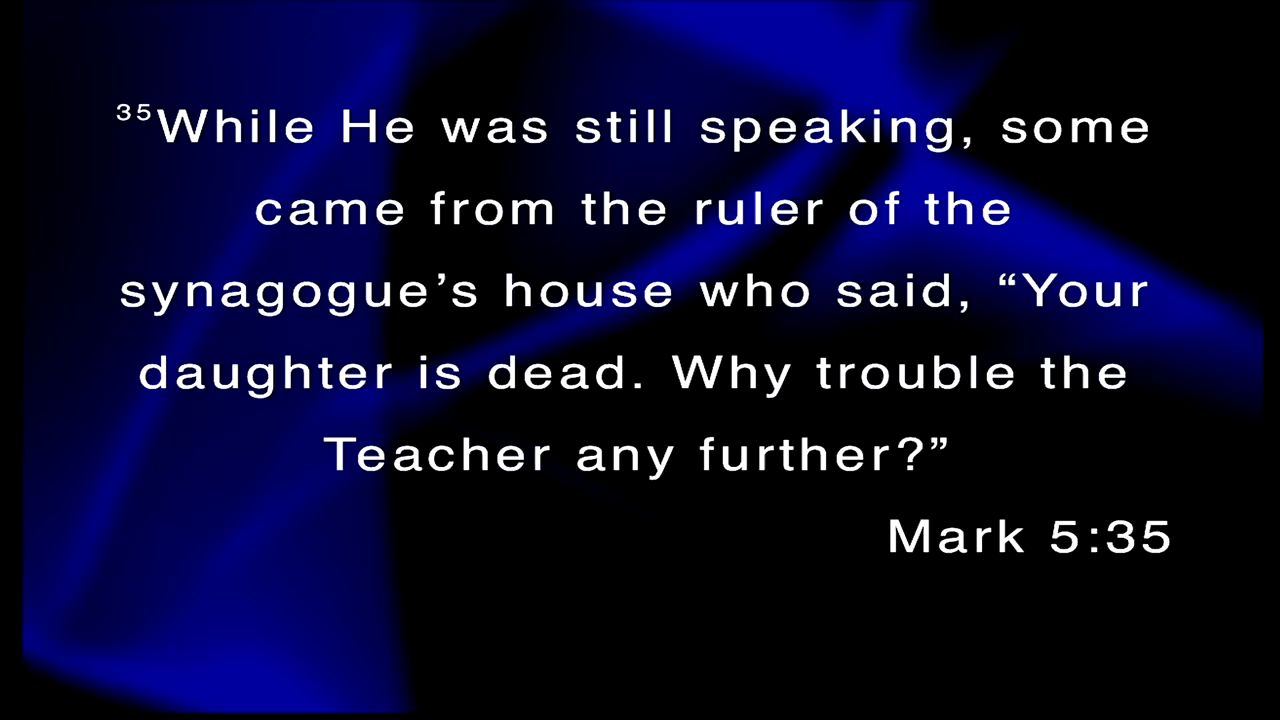 ³⁵While He was still speaking, some
came from the ruler of the
synagogue’s house who said, “Your
daughter is dead. Why trouble the
Teacher any further?”
Mark 5:35